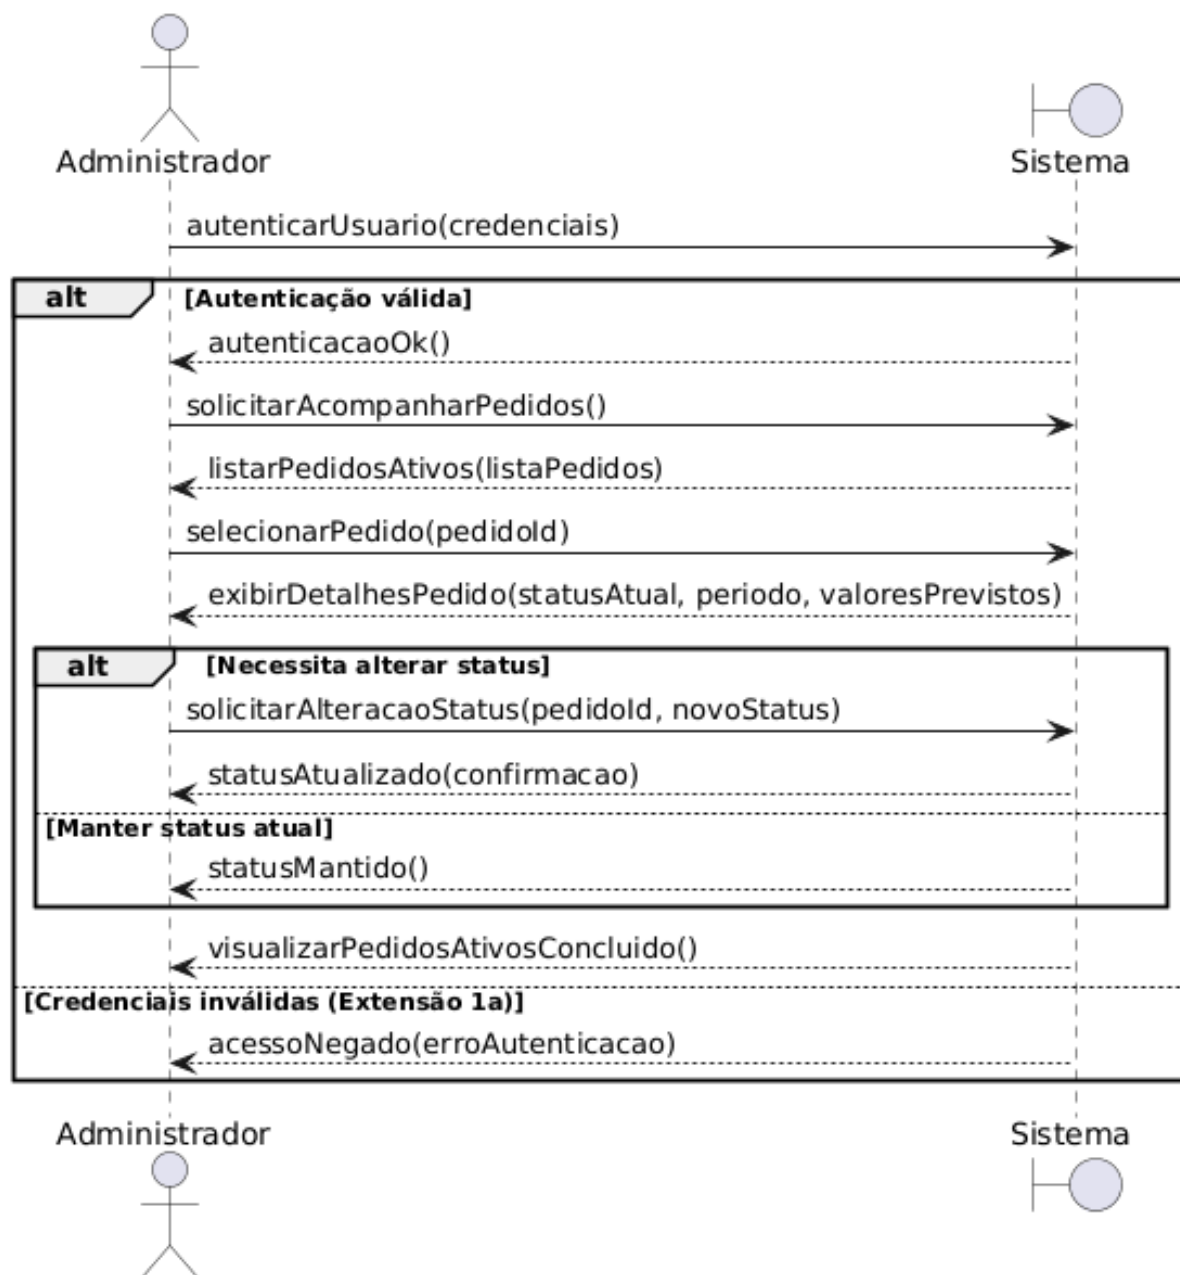 Administrador
Sistema
autenticarUsuario(credenciais)
alt
[Autenticação válida]
autenticacaoOk()
solicitarAcompanharPedidos()
listarPedidosAtivos(listaPedidos)
selecionarPedido(pedidoId)
exibirDetalhesPedido(statusAtual, periodo, valoresPrevistos)
alt
[Necessita alterar status]
solicitarAlteracaoStatus(pedidoId, novoStatus)
statusAtualizado(confirmacao)
[Manter status atual]
statusMantido()
visualizarPedidosAtivosConcluido()
[Credenciais inválidas (Extensão 1a)]
acessoNegado(erroAutenticacao)
Administrador
Sistema